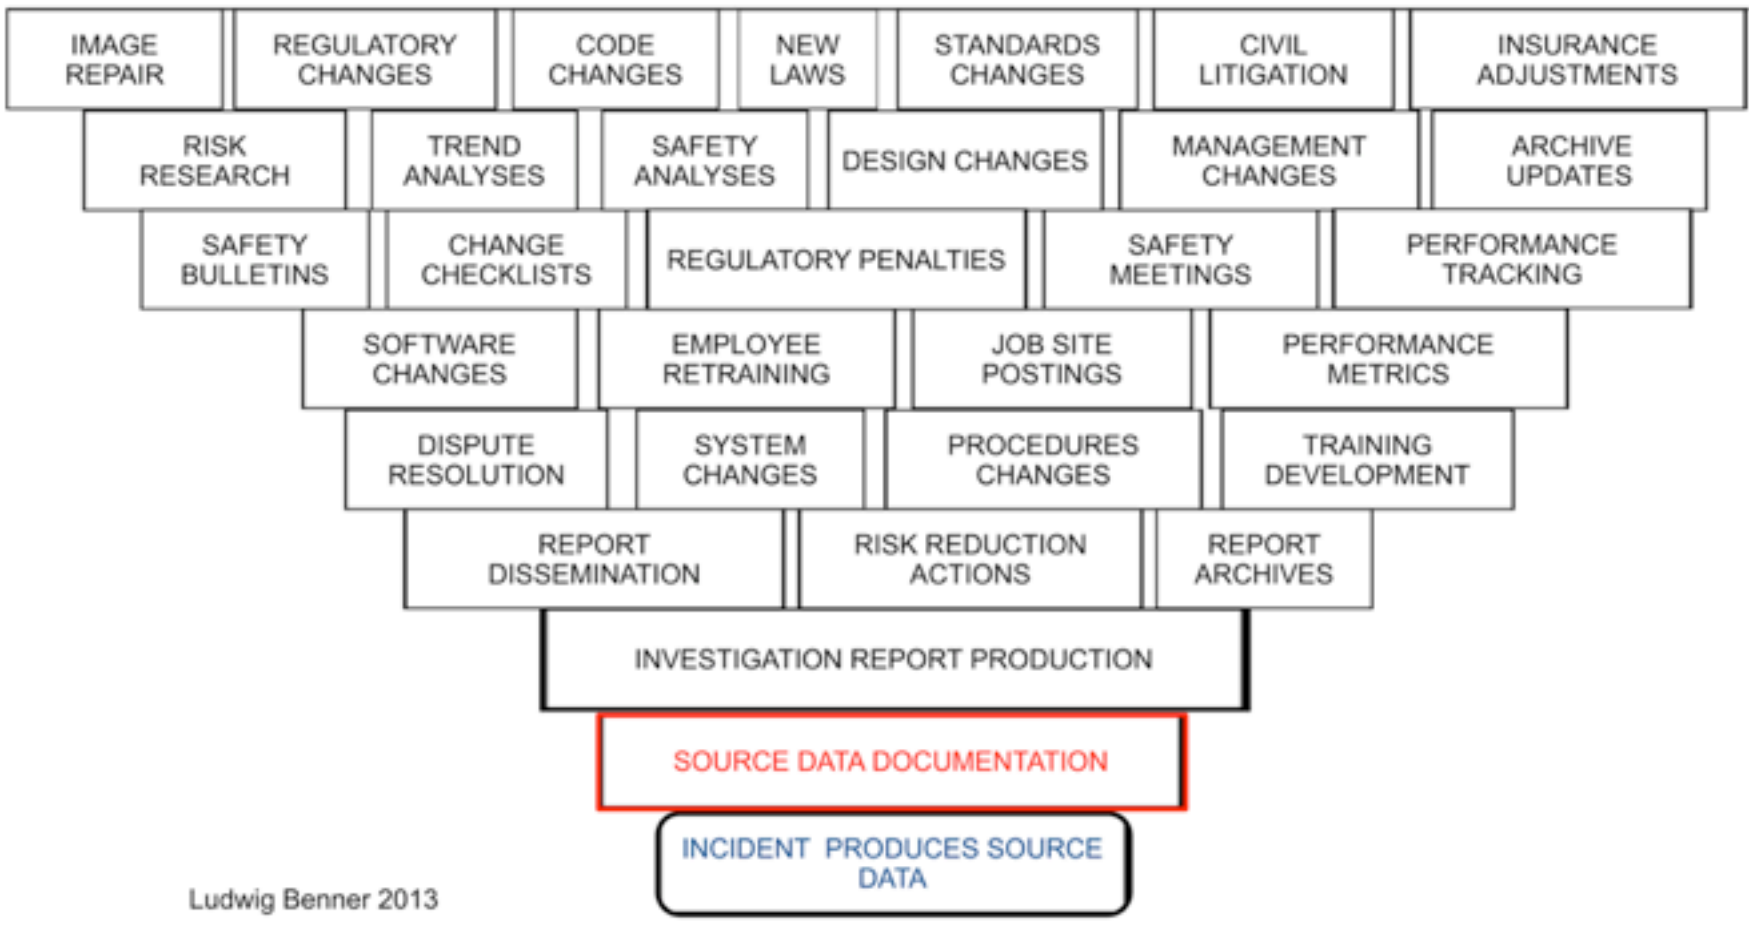 IMAGE
REPAIR
REGULATORY
CHANGES
CODE
CHANGES
NEW
LAWS
STANDARDS
CHANGES
CIVIL
LITIGATION
INSURANCE
ADJUSTMENTS
RISK
RESEARCH
TREND
ANALYSES
SAFETY
ANALYSES
DESIGN CHANGES
MANAGEMENT
CHANGES
ARCHIVE
UPDATES
SAFETY
BULLETINS
CHANGE
CHECKLISTS
REGULATORY PENALTIES
SAFETY
MEETINGS
PERFORMANCE
TRACKING
SOFTWARE
CHANGES
EMPLOYEE
RETRAINING
JOB SITE
POSTINGS
PERFORMANCE
METRICS
DISPUTE
RESOLUTION
SYSTEM
CHANGES
PROCEDURES
CHANGES
TRAINING
DEVELOPMENT
REPORT
DISSEMINATION
RISK REDUCTION
ACTIONS
REPORT
ARCHIVES
INVESTIGATION REPORT PRODUCTION
SOURCE DATA DOCUMENTATION
INCIDENT PRODUCES SOURCE
DATA
Ludwig Benner 2013